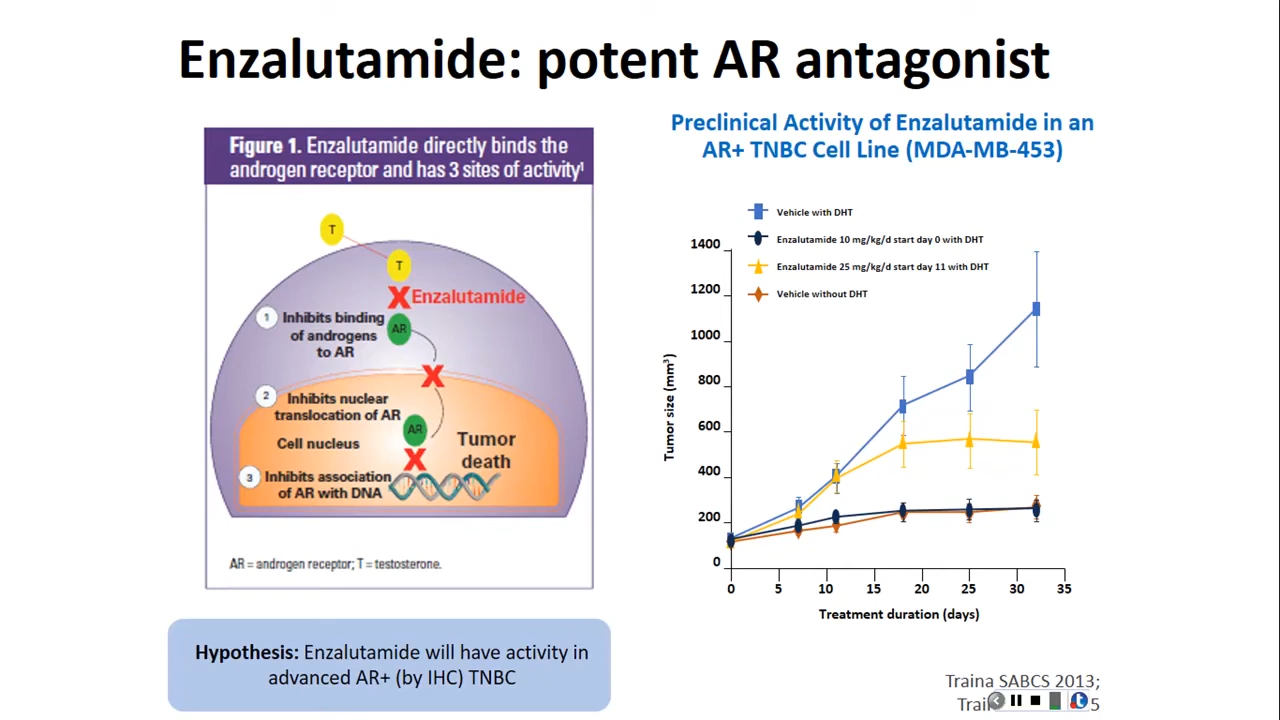 Enzalutamide: potent AR antagonist
Figure 1. Enzalutamide directly binds the
androgen receptor and has 3 sites of activity¹
T
T
Enzalutamide
1
Inhibits binding
of androgens
to AR
AR
2
Inhibits nuclear
translocation of AR
AR
Cell nucleus
Tumor
death
3
Inhibits association
of AR with DNA
AR = androgen receptor; T = testosterone.
Hypothesis: Enzalutamide will have activity in
advanced AR+ (by IHC) TNBC
Preclinical Activity of Enzalutamide in an
AR+ TNBC Cell Line (MDA-MB-453)
Vehicle with DHT
Enzalutamide 10 mg/kg/d start day 0 with DHT
Enzalutamide 25 mg/kg/d start day 11 with DHT
Vehicle without DHT
Tumor size (mm³)
1400
1200
1000
800
600
400
200
0
0 5 10 15 20 25 30 35
Treatment duration (days)
Traina SABCS 2013;
5